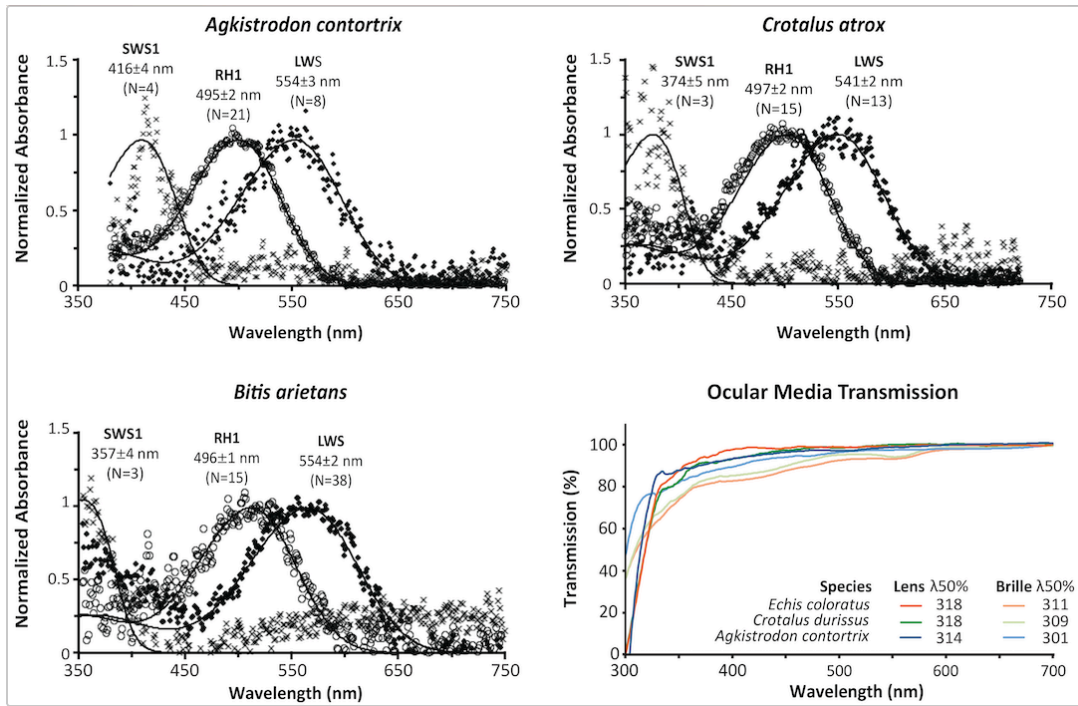 Agkistrodon contortrix
SWS1
416±4 nm
(N=4)
RH1
495±2 nm
(N=21)
LWS
554±3 nm
(N=8)
1.5
1
0.5
0
Normalized Absorbance
350 450 550 650 750
Wavelength (nm)
Crotalus atrox
SWS1
374±5 nm
(N=3)
RH1
497±2 nm
(N=15)
LWS
541±2 nm
(N=13)
1.5
1
0.5
0
Normalized Absorbance
350 450 550 650 750
Wavelength (nm)
Bitis arietans
SWS1
357±4 nm
(N=3)
RH1
496±1 nm
(N=15)
LWS
554±2 nm
(N=38)
1.5
1
0.5
0
Normalized Absorbance
350 450 550 650 750
Wavelength (nm)
Ocular Media Transmission
100
80
60
40
20
0
Transmission (%)
Species Lens λ50% Brille λ50%
Echis coloratus 318 311
Crotalus durissus 318 309
Agkistrodon contortrix 314 301
300 400 500 600 700
Wavelength (nm)